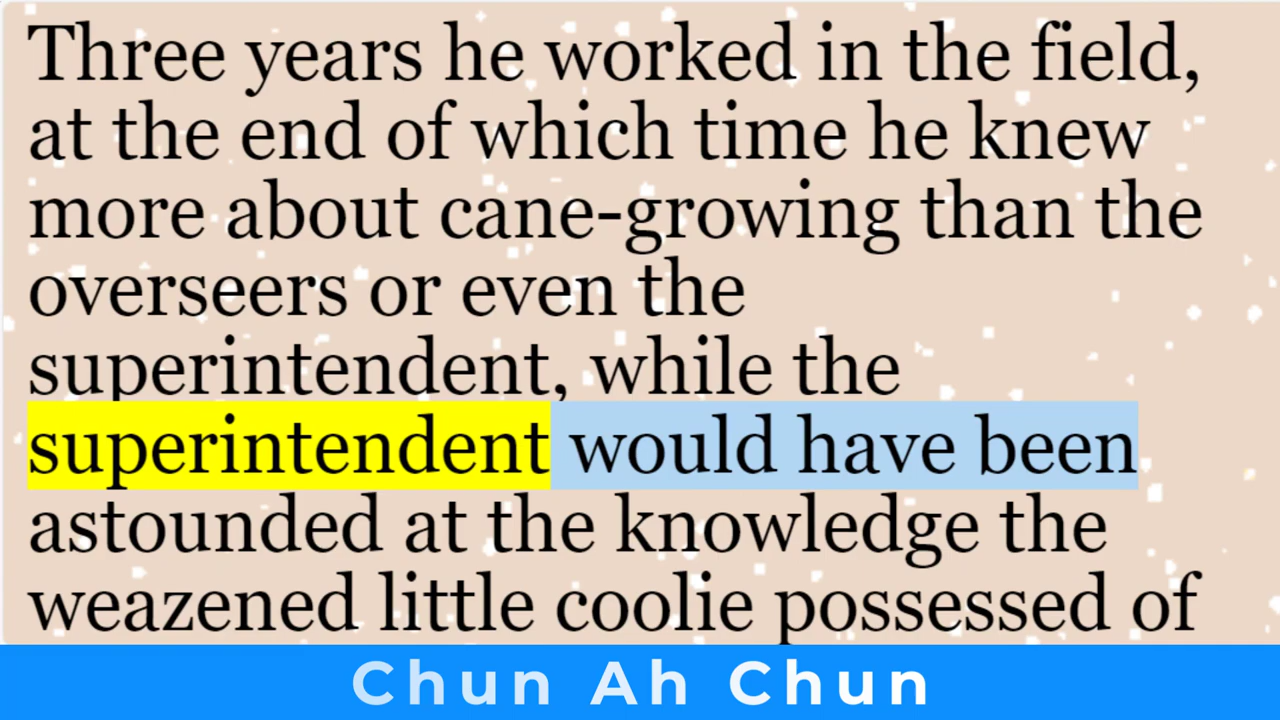 Three years he worked in the field,
at the end of which time he knew
more about cane-growing than the
overseers or even the
superintendent, while the
superintendent would have been
astounded at the knowledge the
weazened little coolie possessed of
Chun Ah Chun